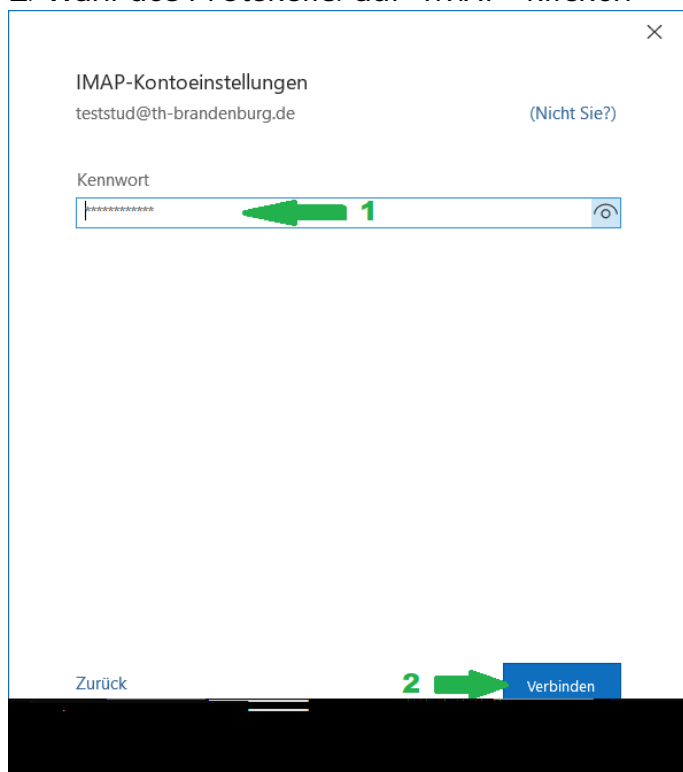 IMAP-Kontoeinstellungen
teststud@th-brandenburg.de (Nicht Sie?)
Kennwort
************ 1
Zurück 2 Verbinden